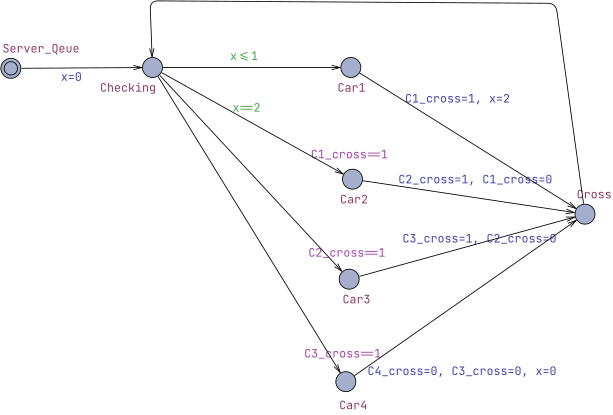 Server_Qeue
x=0
Checking
x<=1
Car1
C1_cross=1, x=2
x==2
C1_cross==1
Car2
C2_cross=1, C1_cross=0
Cross
C2_cross==1
Car3
C3_cross=1, C2_cross=0
C3_cross==1
Car4
C4_cross=0, C3_cross=0, x=0